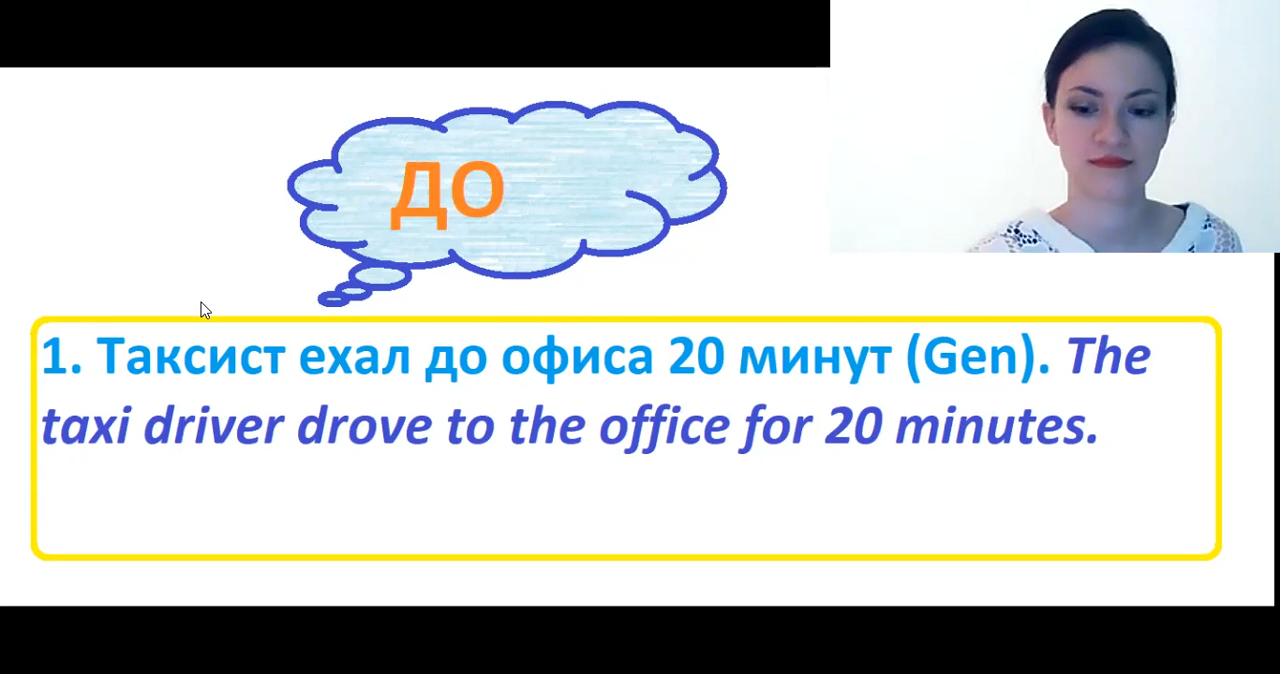 ДО
1. Таксист ехал до офиса 20 минут (Gen). The
taxi driver drove to the office for 20 minutes.